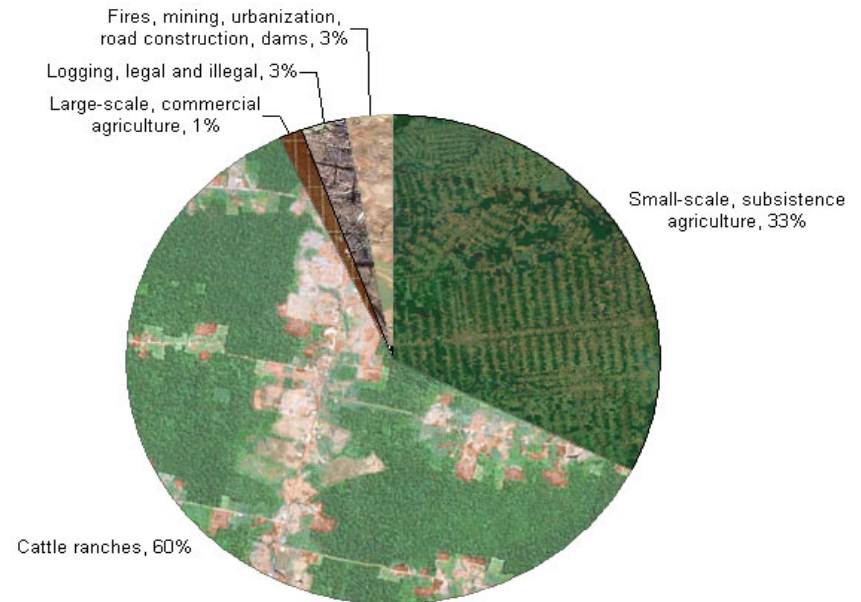 Fires, mining, urbanization,
road construction, dams, 3%
Logging, legal and illegal, 3%
Large-scale, commercial
agriculture, 1%
Small-scale, subsistence
agriculture, 33%
Cattle ranches, 60%